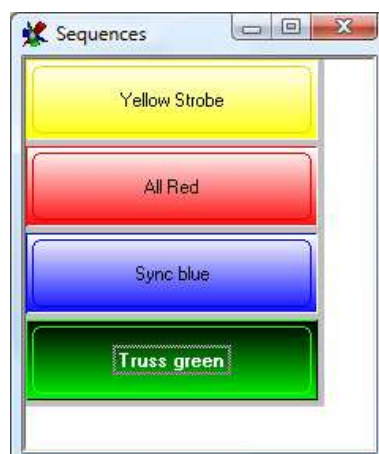 Sequences
Yellow Strobe
All Red
Sync blue
Truss green